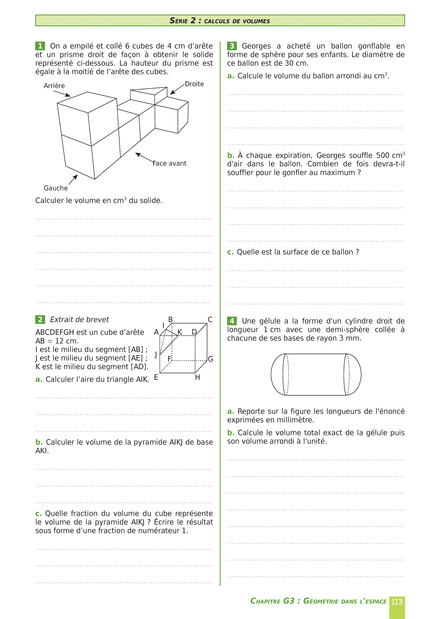 SÉRIE 2 : CALCULS DE VOLUMES
1 On a empilé et collé 6 cubes de 4 cm d'arête
et un prisme droit de façon à obtenir le solide
représenté ci-dessous. La hauteur du prisme est
égale à la moitié de l'arête des cubes.
Arrière
Droite
Face avant
Gauche
Calculer le volume en cm³ du solide.
2 Extrait de brevet
ABCDEFGH est un cube d'arête
AB = 12 cm.
I est le milieu du segment [AB] ;
J est le milieu du segment [AE] ;
K est le milieu du segment [AD].
B C
I
A K D
J
F G
E H
a. Calculer l'aire du triangle AIK.
b. Calculer le volume de la pyramide AIKJ de base
AKI.
c. Quelle fraction du volume du cube représente
le volume de la pyramide AIKJ ? Écrire le résultat
sous forme d'une fraction de numérateur 1.
3 Georges a acheté un ballon gonflable en
forme de sphère pour ses enfants. Le diamètre de
ce ballon est de 30 cm.
a. Calcule le volume du ballon arrondi au cm³.
b. À chaque expiration, Georges souffle 500 cm³
d'air dans le ballon. Combien de fois devra-t-il
souffler pour le gonfler au maximum ?
c. Quelle est la surface de ce ballon ?
4 Une gélule a la forme d'un cylindre droit de
longueur 1 cm avec une demi-sphère collée à
chacune de ses bases de rayon 3 mm.
a. Reporte sur la figure les longueurs de l'énoncé
exprimées en millimètre.
b. Calcule le volume total exact de la gélule puis
son volume arrondi à l'unité.
CHAPITRE G3 : GÉOMÉTRIE DANS L'ESPACE 113